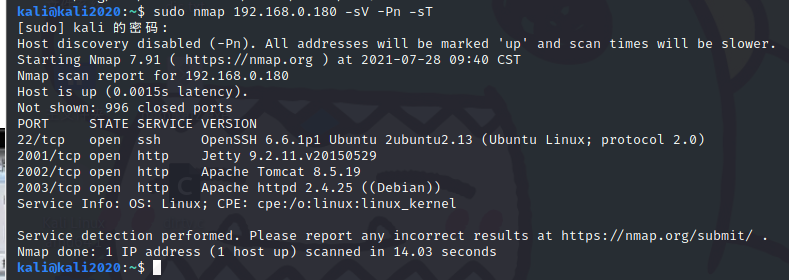 kali@kali2020:~$ sudo nmap 192.168.0.180 -sV -Pn -sT
[sudo] kali 的密码:
Host discovery disabled (-Pn). All addresses will be marked 'up' and scan times will be slower.
Starting Nmap 7.91 ( https://nmap.org ) at 2021-07-28 09:40 CST
Nmap scan report for 192.168.0.180
Host is up (0.0015s latency).
Not shown: 996 closed ports
PORT     STATE SERVICE VERSION
22/tcp   open  ssh     OpenSSH 6.6.1p1 Ubuntu 2ubuntu2.13 (Ubuntu Linux; protocol 2.0)
2001/tcp open  http    Jetty 9.2.11.v20150529
2002/tcp open  http    Apache Tomcat 8.5.19
2003/tcp open  http    Apache httpd 2.4.25 ((Debian))
Service Info: OS: Linux; CPE: cpe:/o:linux:linux_kernel
Service detection performed. Please report any incorrect results at https://nmap.org/submit/ .
Nmap done: 1 IP address (1 host up) scanned in 14.03 seconds
kali@kali2020:~$